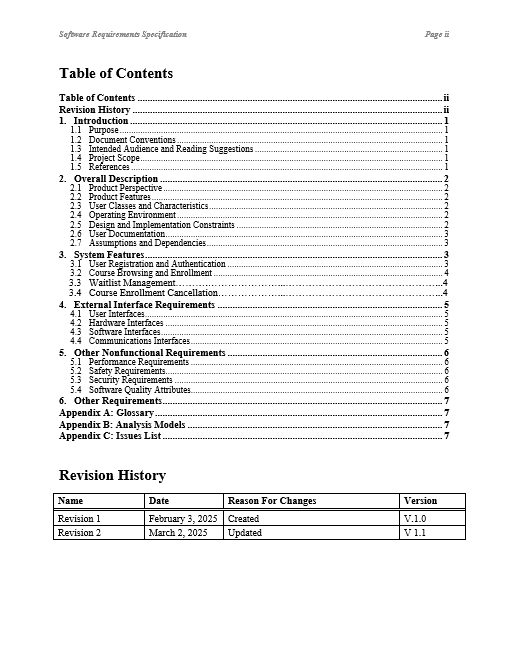 Software Requirements Specification Page ii
Table of Contents
Table of Contents ii
Revision History ii
1. Introduction 1
1.1 Purpose 1
1.2 Document Conventions 1
1.3 Intended Audience and Reading Suggestions 1
1.4 Project Scope 1
1.5 References 1
2. Overall Description 2
2.1 Product Perspective 2
2.2 Product Features 2
2.3 User Classes and Characteristics 2
2.4 Operating Environment 2
2.5 Design and Implementation Constraints 2
2.6 User Documentation 3
2.7 Assumptions and Dependencies 3
3. System Features 3
3.1 User Registration and Authentication 3
3.2 Course Browsing and Enrollment 4
3.3 Waitlist Management 4
3.4 Course Enrollment Cancellation 4
4. External Interface Requirements 5
4.1 User Interfaces 5
4.2 Hardware Interfaces 5
4.3 Software Interfaces 5
4.4 Communications Interfaces 5
5. Other Nonfunctional Requirements 6
5.1 Performance Requirements 6
5.2 Safety Requirements 6
5.3 Security Requirements 6
5.4 Software Quality Attributes 6
6. Other Requirements 7
Appendix A: Glossary 7
Appendix B: Analysis Models 7
Appendix C: Issues List 7
Revision History
Name Date Reason For Changes Version
Revision 1 February 3, 2025 Created V.1.0
Revision 2 March 2, 2025 Updated V 1.1